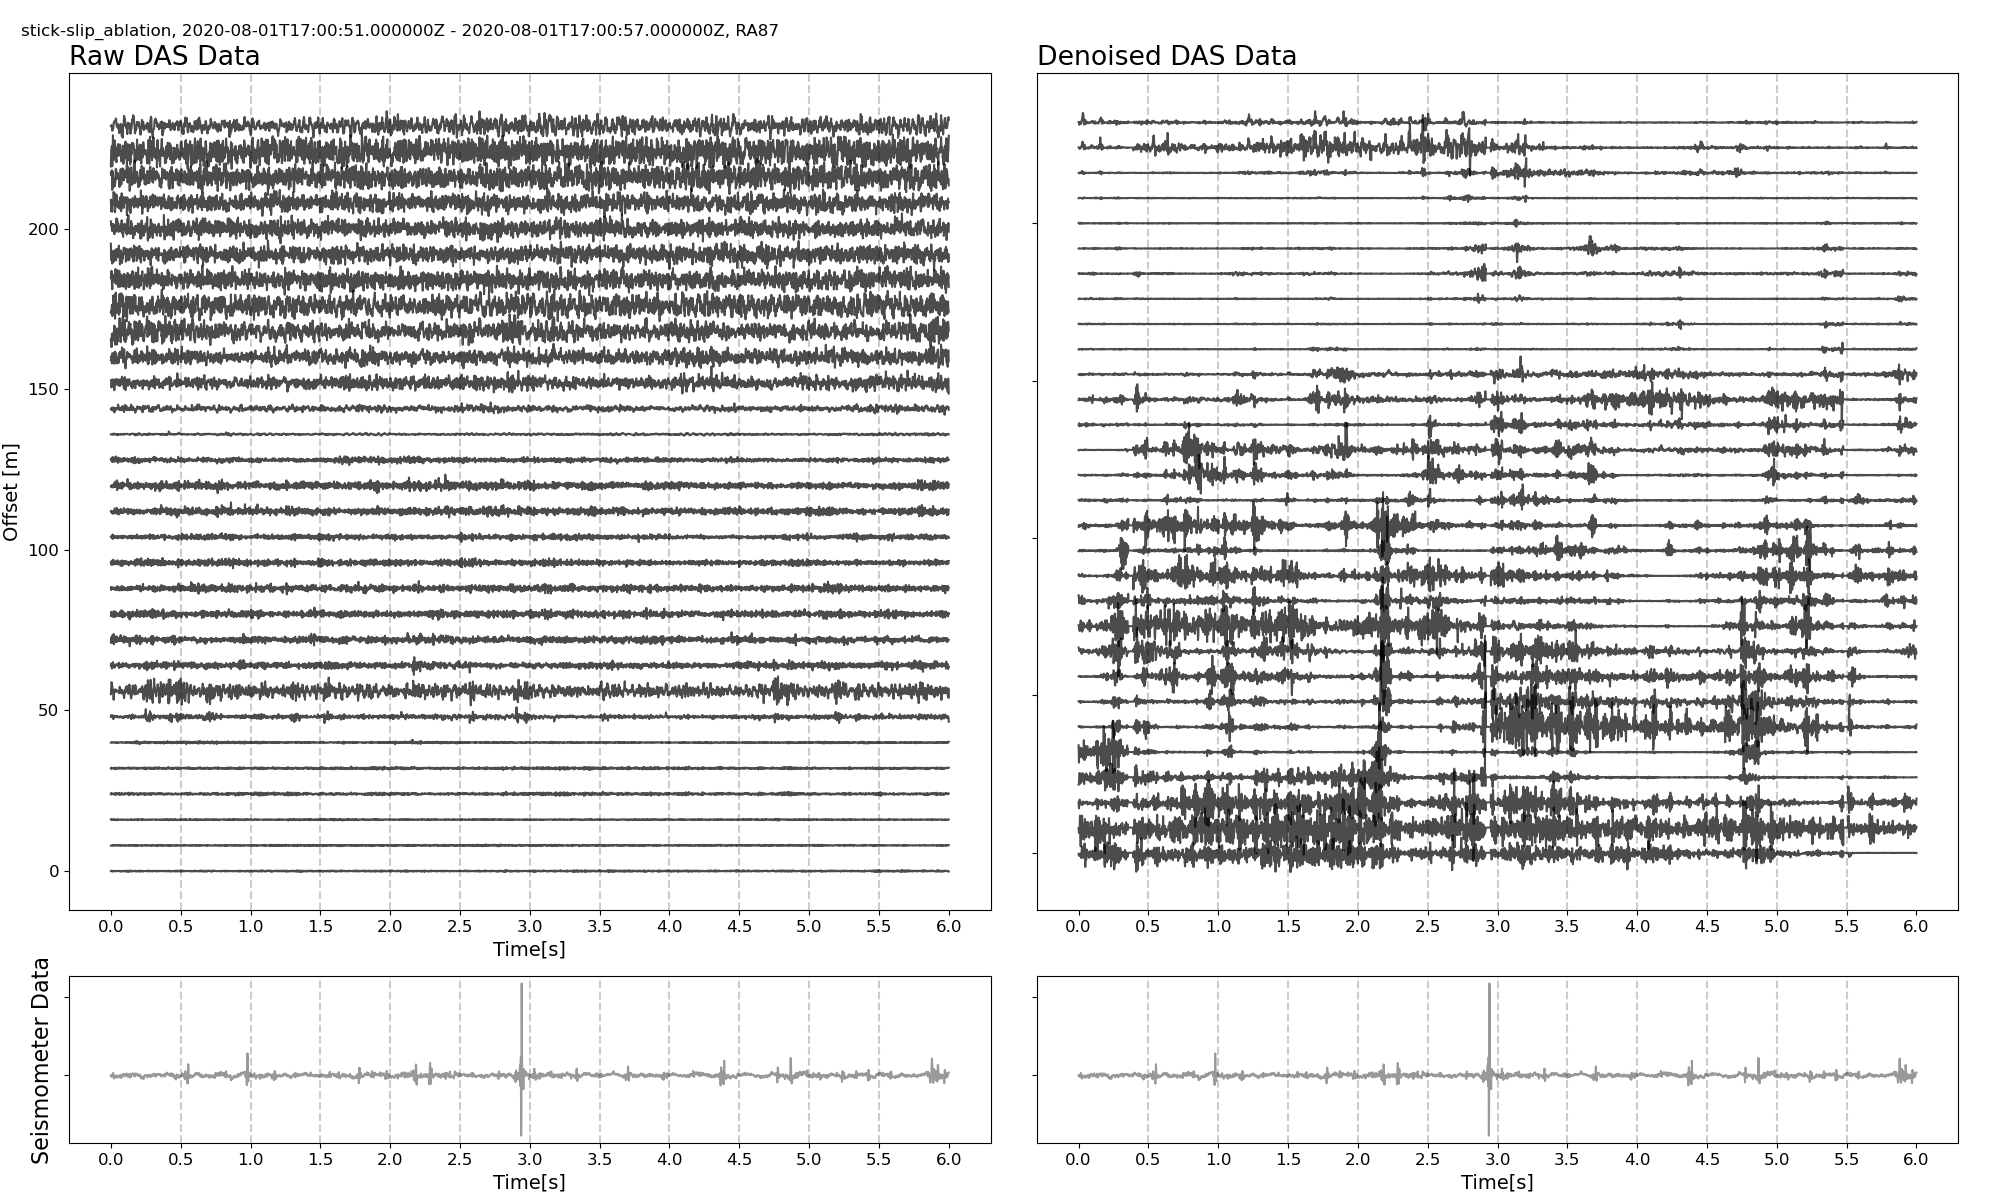 stick-slip_ablation, 2020-08-01T17:00:51.000000Z - 2020-08-01T17:00:57.000000Z, RA87
Raw DAS Data
Denoised DAS Data
Offset [m]
200
150
100
50
0
0.0 0.5 1.0 1.5 2.0 2.5 3.0 3.5 4.0 4.5 5.0 5.5 6.0
Time[s]
0.0 0.5 1.0 1.5 2.0 2.5 3.0 3.5 4.0 4.5 5.0 5.5 6.0
Seismometer Data
0.0 0.5 1.0 1.5 2.0 2.5 3.0 3.5 4.0 4.5 5.0 5.5 6.0
Time[s]
0.0 0.5 1.0 1.5 2.0 2.5 3.0 3.5 4.0 4.5 5.0 5.5 6.0
Time[s]